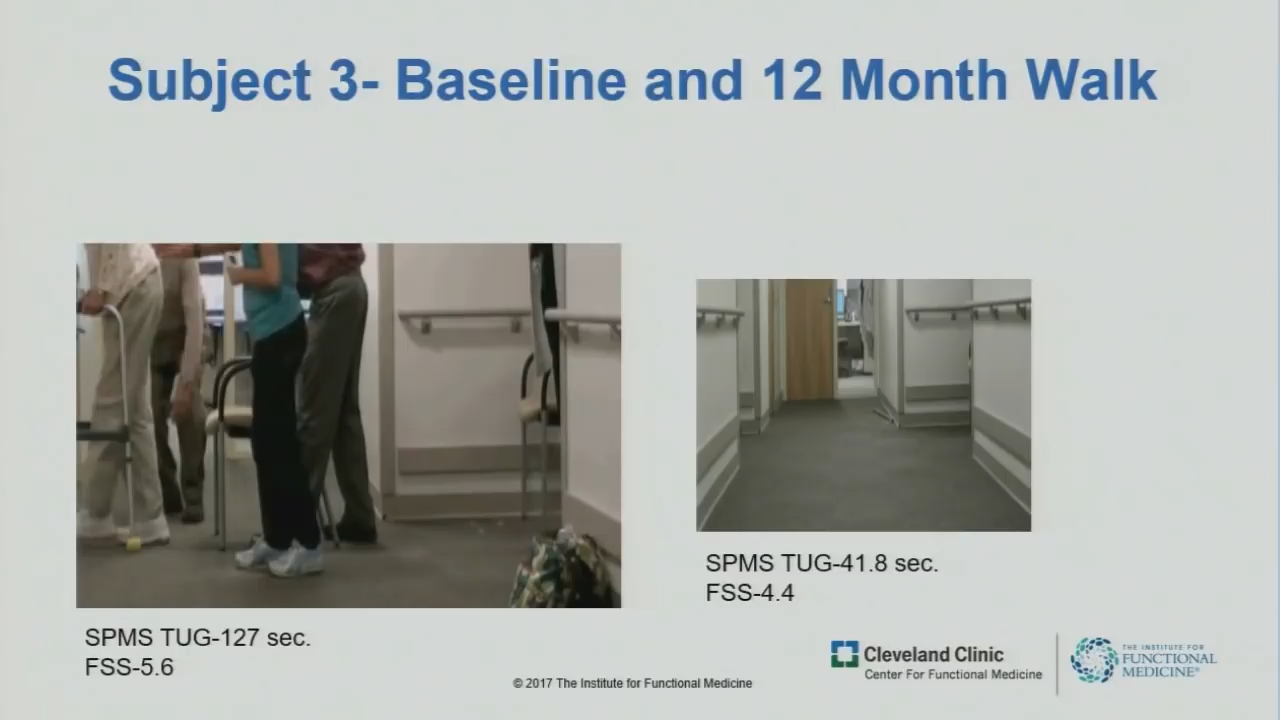 Subject 3- Baseline and 12 Month Walk
SPMS TUG-127 sec.
FSS-5.6
SPMS TUG-41.8 sec.
FSS-4.4
© 2017 The Institute for Functional Medicine
Cleveland Clinic
Center For Functional Medicine
THE INSTITUTE FOR
FUNCTIONAL
MEDICINE®